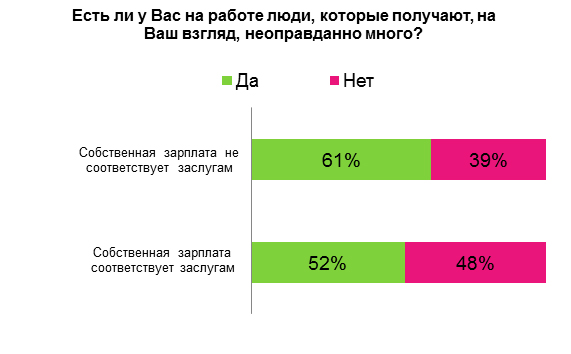 Есть ли у Вас на работе люди, которые получают, на
Ваш взгляд, неоправданно много?
Да Нет
Собственная зарплата не
соответствует заслугам
61% 39%
Собственная зарплата
соответствует заслугам
52% 48%